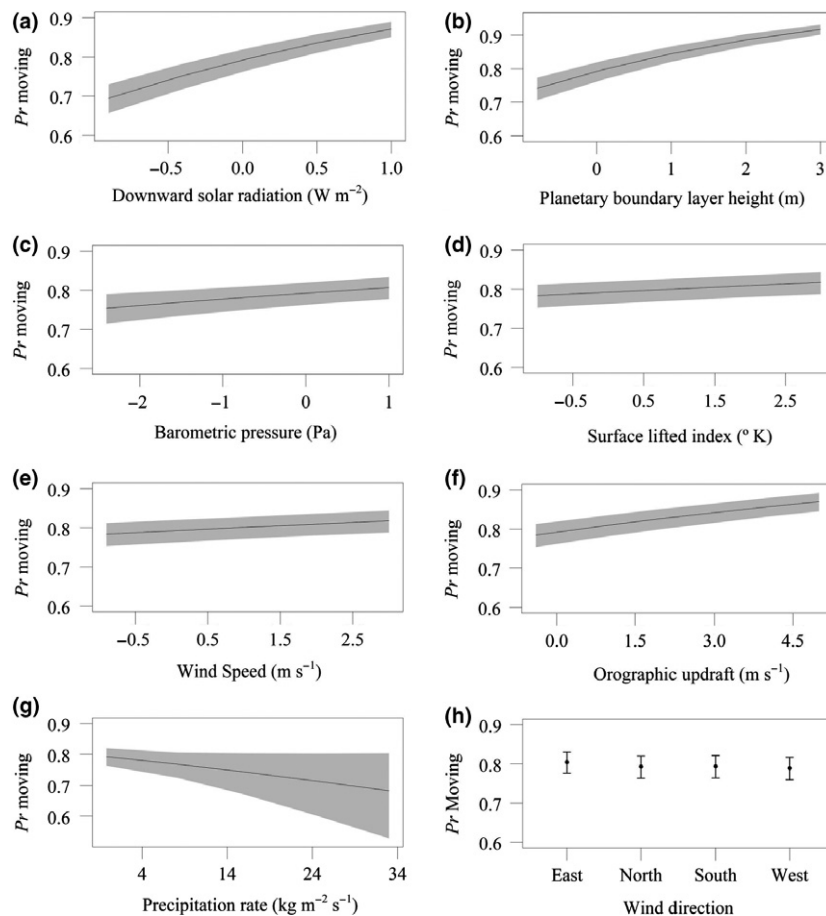 (a)
0.9
0.8
0.7
0.6
Pr moving
−0.5 0.0 0.5 1.0
Downward solar radiation (W m−2)
(b)
0.9
0.8
0.7
0.6
Pr moving
0 1 2 3
Planetary boundary layer height (m)
(c)
0.9
0.8
0.7
0.6
Pr moving
−2 −1 0 1
Barometric pressure (Pa)
(d)
0.9
0.8
0.7
0.6
Pr moving
−0.5 0.5 1.5 2.5
Surface lifted index (º K)
(e)
0.9
0.8
0.7
0.6
Pr moving
−0.5 0.5 1.5 2.5
Wind Speed (m s−1)
(f)
0.9
0.8
0.7
0.6
Pr moving
0.0 1.5 3.0 4.5
Orographic updraft (m s−1)
(g)
0.9
0.8
0.7
0.6
Pr moving
4 14 24 34
Precipitation rate (kg m−2 s−1)
(h)
0.9
0.8
0.7
0.6
Pr Moving
East North South West
Wind direction